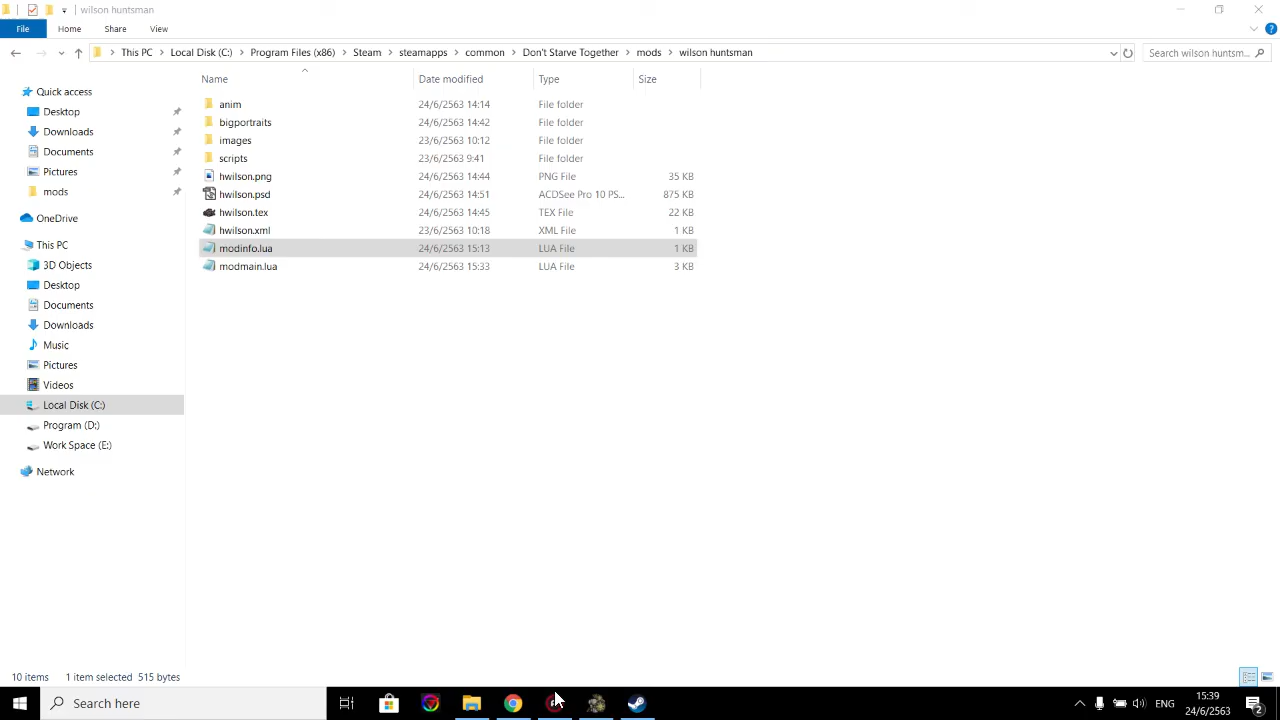 wilson huntsman
File Home Share View
This PC Local Disk (C:) Program Files (x86) Steam steamapps common Don't Starve Together mods wilson huntsman
Search wilson huntsm...
Name Date modified Type Size
Quick access
Desktop
Downloads
Documents
Pictures
mods
OneDrive
This PC
3D Objects
Desktop
Documents
Downloads
Music
Pictures
Videos
Local Disk (C:)
Program (D:)
Work Space (E:)
Network
anim 24/6/2563 14:14 File folder
bigportraits 24/6/2563 14:42 File folder
images 23/6/2563 10:12 File folder
scripts 23/6/2563 9:41 File folder
hwilson.png 24/6/2563 14:44 PNG File 35 KB
hwilson.psd 24/6/2563 14:51 ACDSee Pro 10 PS... 875 KB
hwilson.tex 24/6/2563 14:45 TEX File 22 KB
hwilson.xml 23/6/2563 10:18 XML File 1 KB
modinfo.lua 24/6/2563 15:13 LUA File 1 KB
modmain.lua 24/6/2563 15:33 LUA File 3 KB
10 items 1 item selected 515 bytes
Search here
ENG
15:39
24/6/2563
2